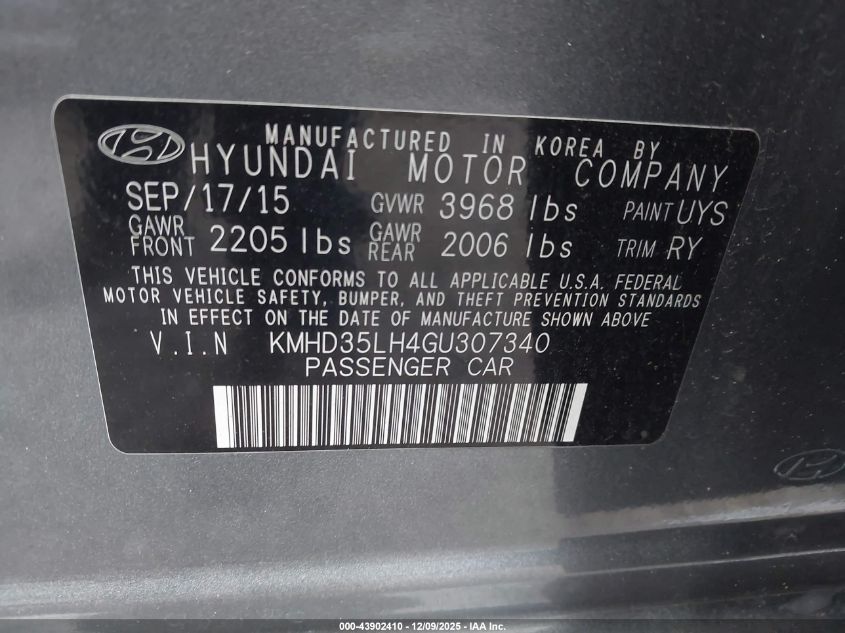 MANUFACTURED IN KOREA BY
HYUNDAI MOTOR COMPANY
SEP/17/15 GVWR 3968 lbs PAINT UYS
GAWR FRONT 2205 lbs GAWR REAR 2006 lbs TRIM RY
THIS VEHICLE CONFORMS TO ALL APPLICABLE U.S.A. FEDERAL
MOTOR VEHICLE SAFETY, BUMPER, AND THEFT PREVENTION STANDARDS
IN EFFECT ON THE DATE OF MANUFACTURE SHOWN ABOVE
V.I.N KMHD35LH4GU307340
PASSENGER CAR
000-43902410 - 12/09/2025 - IAA Inc.